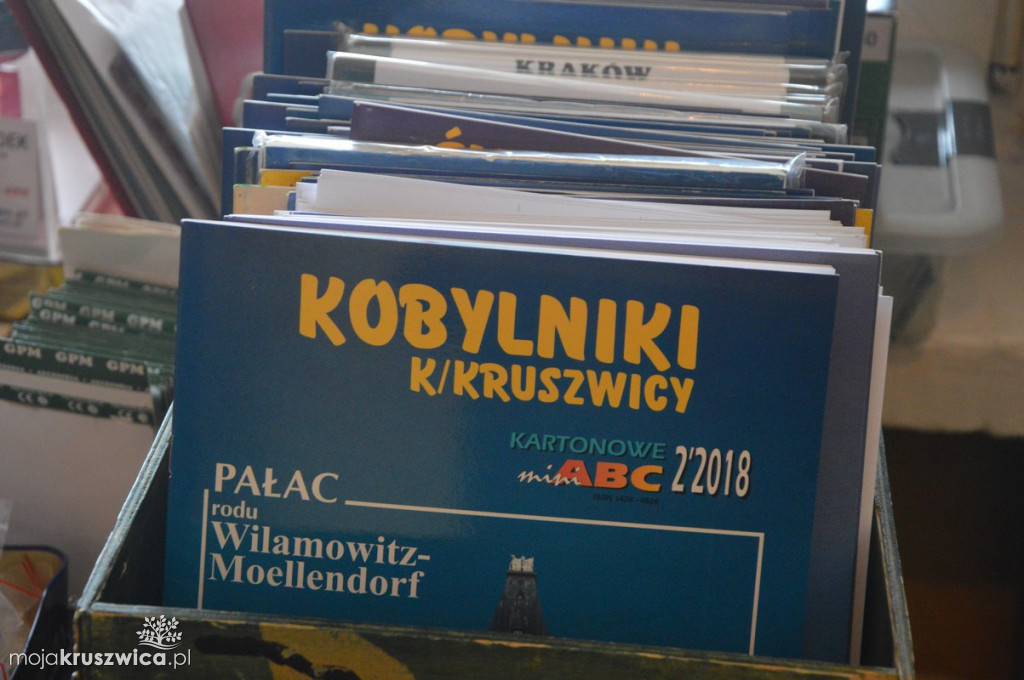 KRAKÓW
KOBYLNIKI
K/KRUSZWICY
KARTONOWE
mini ABC 2'2018
PAŁAC
rodu
Wilamowitz-
Moellendorf
GPM GPM
GPM GPM
GPM GPM GPM
mojakruszwica.pl